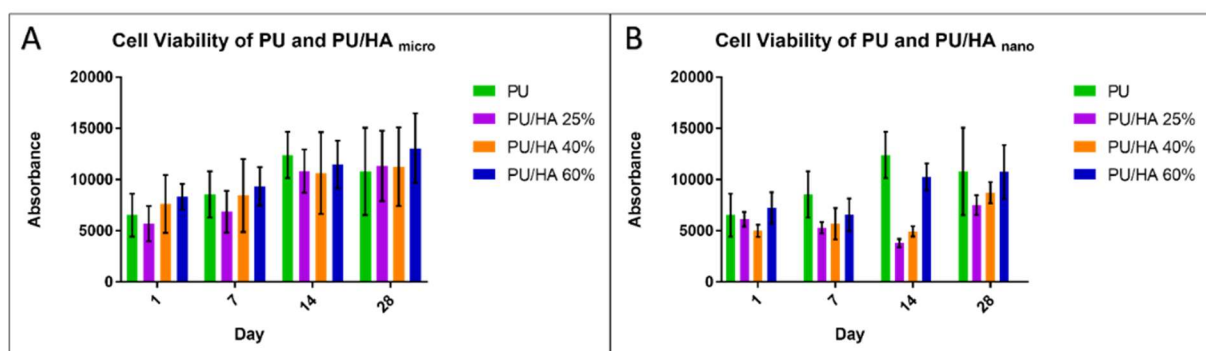 A
Cell Viability of PU and PU/HA micro
Absorbance
20000
15000
10000
5000
0
1
7
14
28
Day
PU
PU/HA 25%
PU/HA 40%
PU/HA 60%
B
Cell Viability of PU and PU/HA nano
Absorbance
20000
15000
10000
5000
0
1
7
14
28
Day
PU
PU/HA 25%
PU/HA 40%
PU/HA 60%